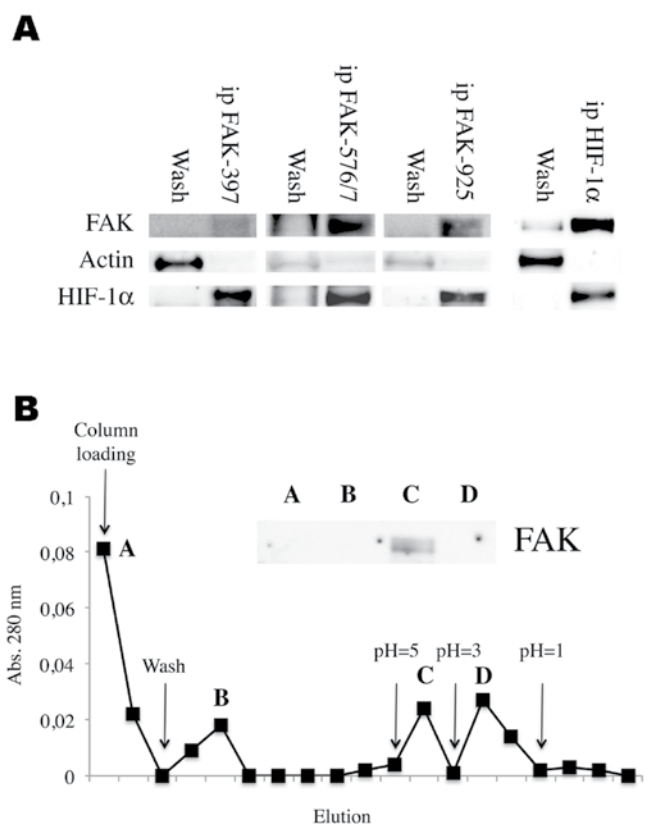 A
Wash
ip FAK-397
Wash
ip FAK-576/7
Wash
ip FAK-925
Wash
ip HIF-1α
FAK
Actin
HIF-1α
B
Column
loading
A B C D
FAK
0,1
0,08
0,06
0,04
0,02
0
Abs. 280 nm
A
Wash
B
pH=5
C
pH=3
D
pH=1
Elution